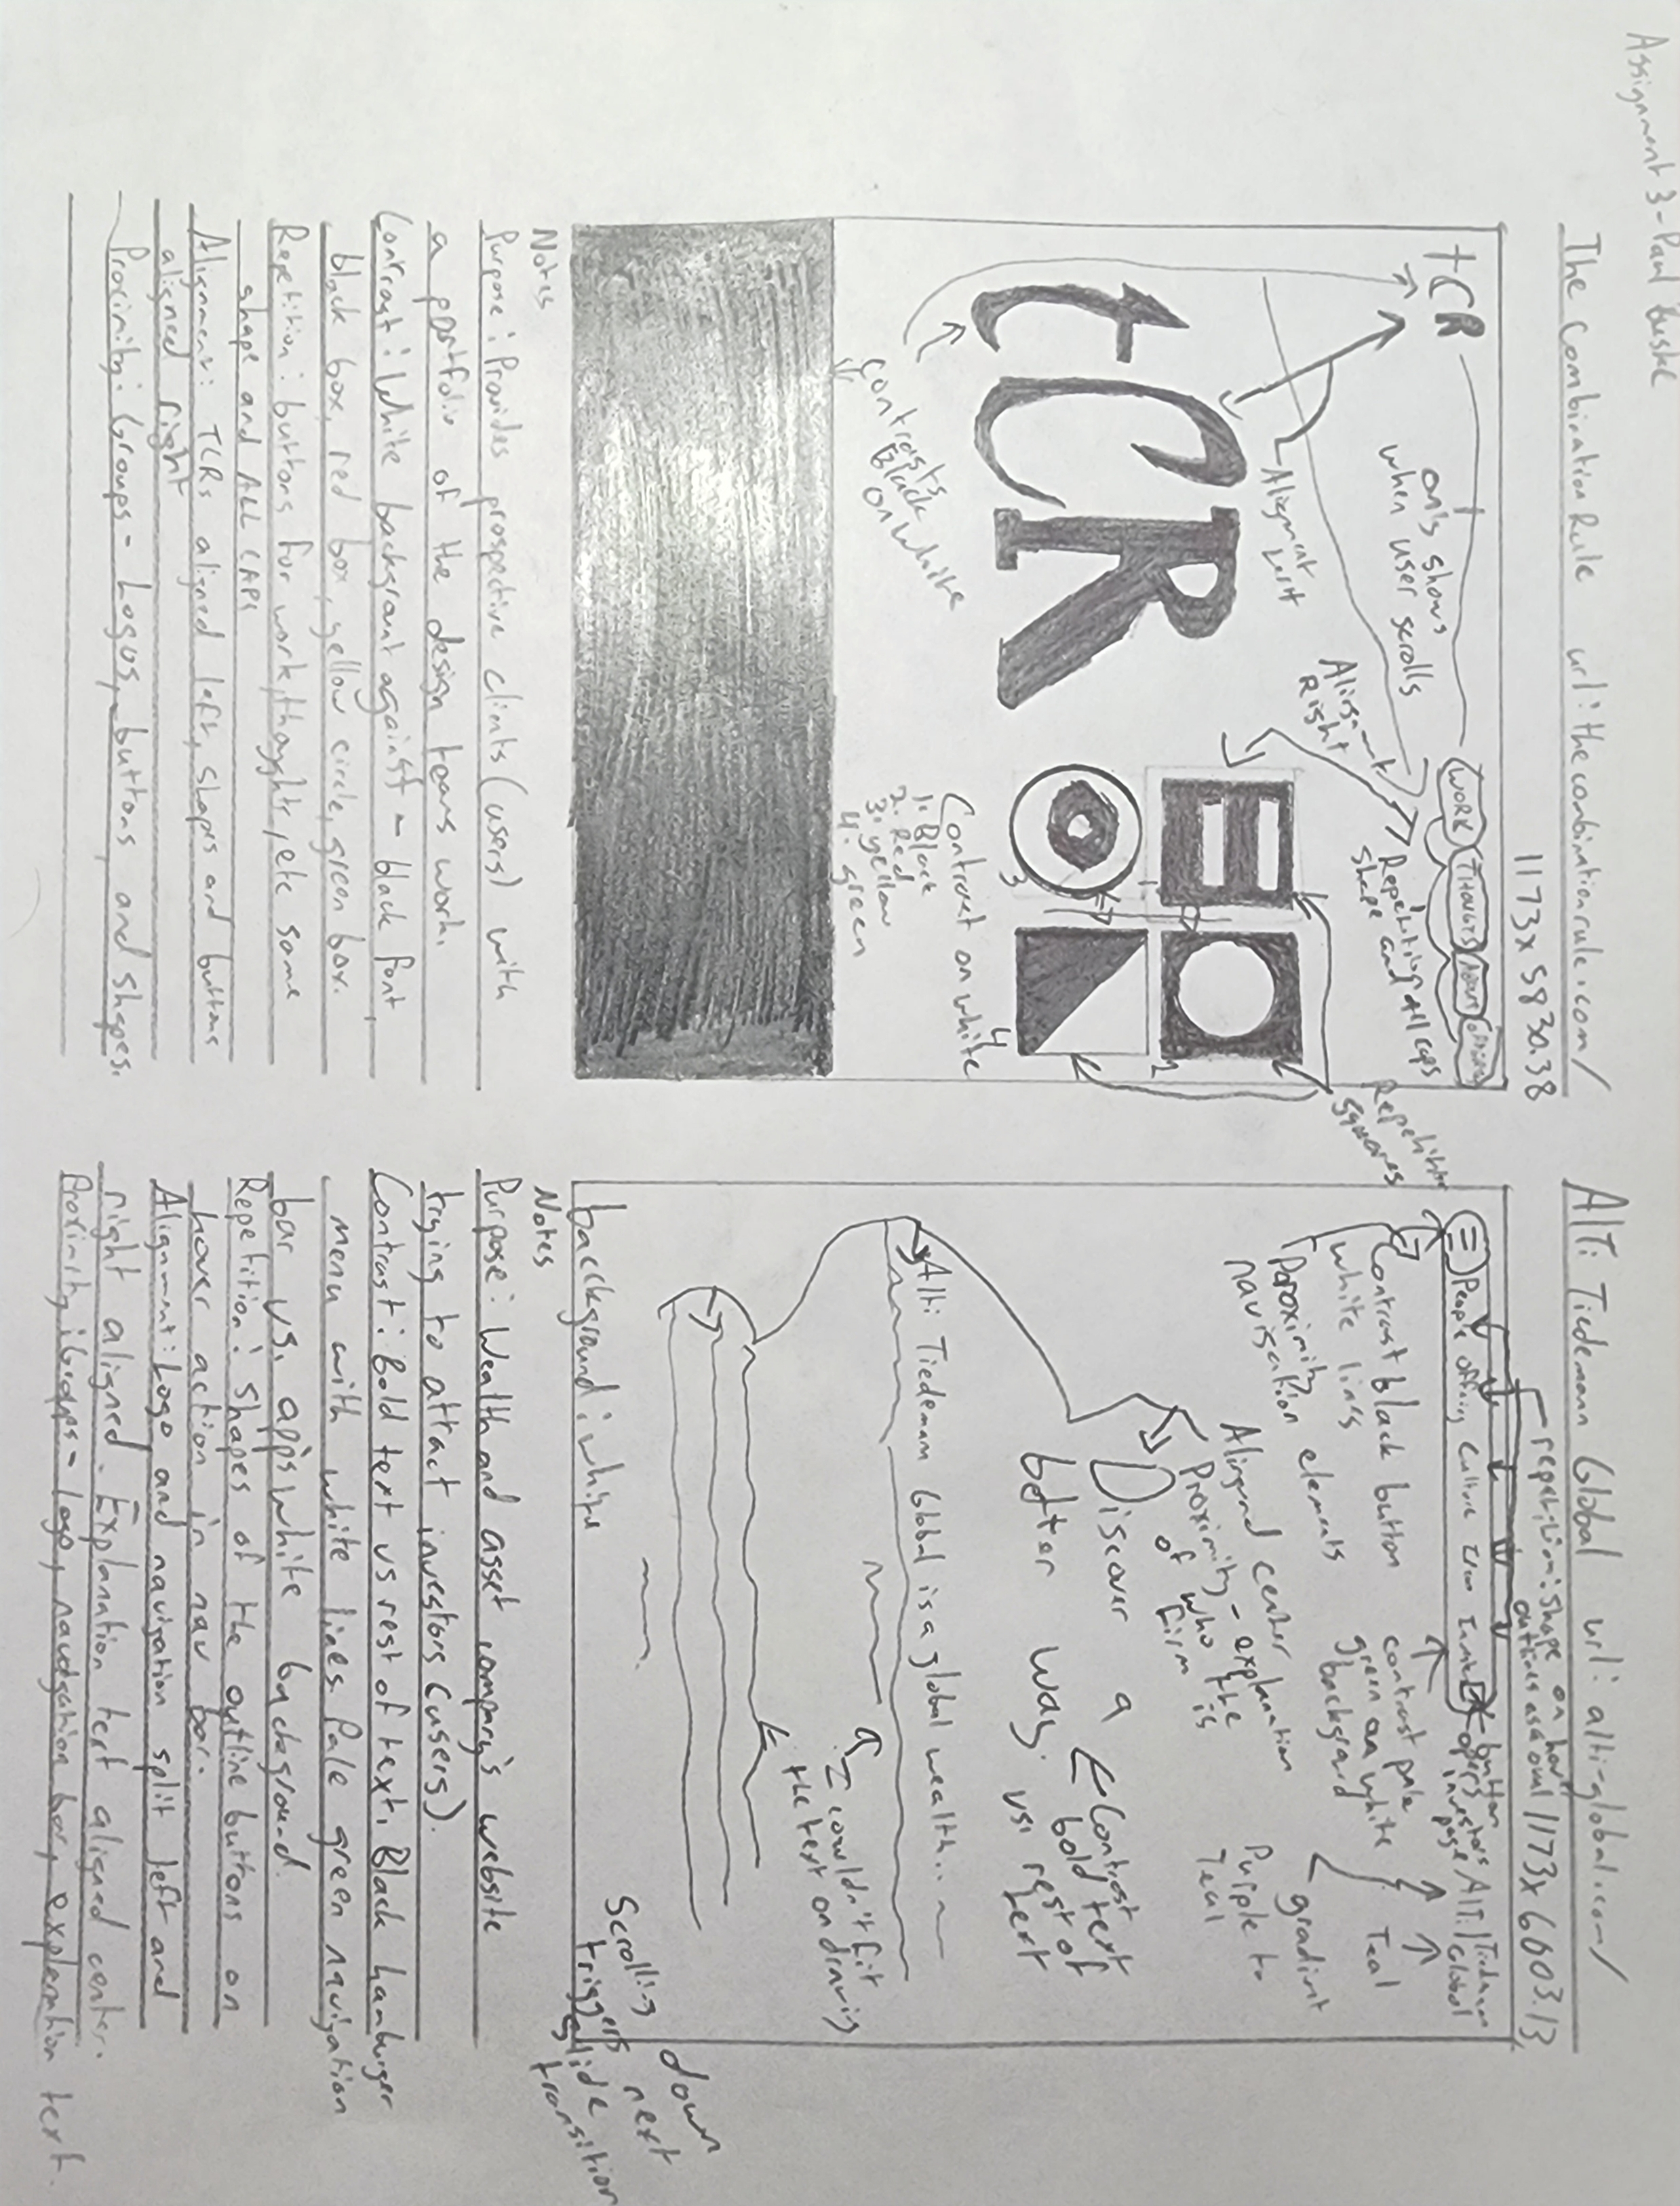 Assignment 3 - Paul
The Combination Rule url: thecombinationrule.com/
1173 x 5830.38
tCR
only shows
when user scrolls
WORK THOUGHTS ABOUT
Repetition All caps
shape and
Repetition
Squares
Alignment
Right
Aligment
Left
tCR
1
2
3
4
Contrasts
Black
on white
Contrast on white
1. Black
2. Red
3. yellow
4. green
Notes
Purpose: Provides prospective clients (users) with
a portfolio of the design teams work.
Contrast: White background against - black font,
black box, red box, yellow circle, green box.
Repetition: buttons for work, thoughts, etc same
shape and ALL CAPS
Alignment: TCRs aligned left, shapes and buttons
aligned right
Proximity: Groups - Logos, buttons, and shapes.
AlTi Tiedemann Global url: alti-global.com/
repetition: shape on hover
outlines as a oval
1173 x 6003.13
People Offering Culture
button
opens
investors
page
AlTi | Tiedemann
Global
Contrast black button
white lines
Poroximity
navigation elements
contrast pale
green on white
background
Teal
gradient
Purple to
Teal
center
Proximity - explanation
of who the
firm is
Discover a
better way.
Contrast
bold text
vs. rest of
text
Alti Tiedemann Global is a global wealth..
I couldn't fit
the text on drawing
background: white
Scrolling down
triggers next
slide
transition
Notes
Purpose: Wealth and asset company's website
trying to attract investors (users).
Contrast: Bold text vs rest of text. Black hamburger
menu with white lines. Pale green navigation
bar vs. app's white background.
Repetition: Shapes of the outline buttons on
hover action in nav bar.
Alignment: Logo and navigation split left and
right aligned. Explanation text aligned center.
Proximity: Groups - logo, navigation bar, explanation text.